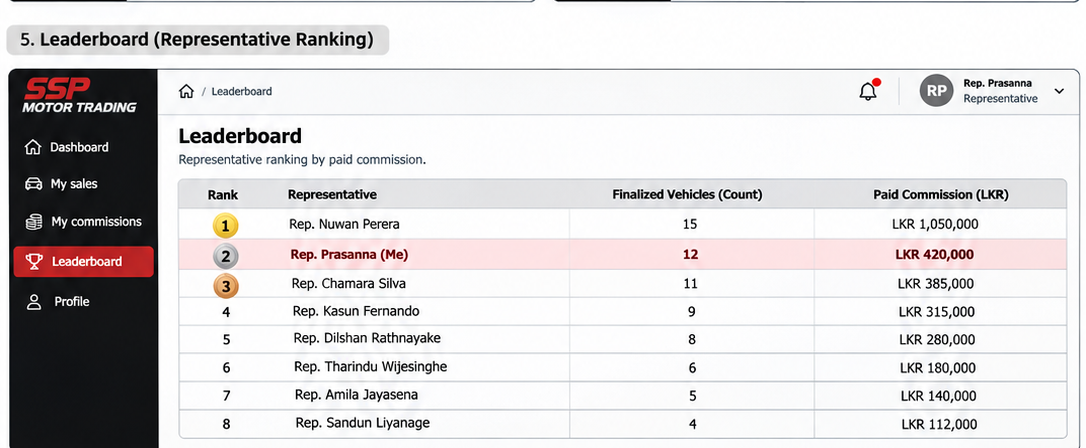 5. Leaderboard (Representative Ranking)
SSP
MOTOR TRADING
/ Leaderboard
RP
Rep. Prasanna
Representative
Dashboard
My sales
My commissions
Leaderboard
Profile
Leaderboard
Representative ranking by paid commission.
Rank Representative Finalized Vehicles (Count) Paid Commission (LKR)
1 Rep. Nuwan Perera 15 LKR 1,050,000
2 Rep. Prasanna (Me) 12 LKR 420,000
3 Rep. Chamara Silva 11 LKR 385,000
4 Rep. Kasun Fernando 9 LKR 315,000
5 Rep. Dilshan Rathnayake 8 LKR 280,000
6 Rep. Tharindu Wijesinghe 6 LKR 180,000
7 Rep. Amila Jayasena 5 LKR 140,000
8 Rep. Sandun Liyanage 4 LKR 112,000